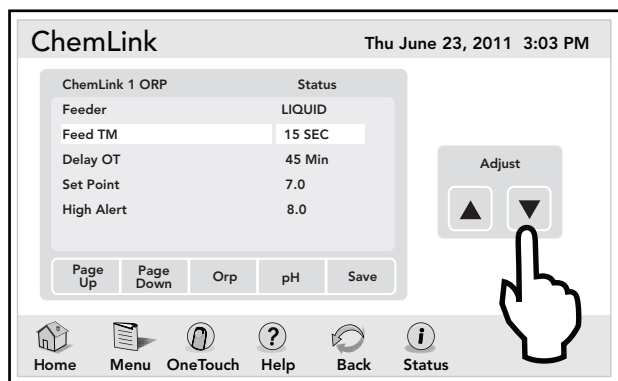 ChemLink Thu June 23, 2011 3:03 PM
ChemLink 1 ORP Status
Feeder LIQUID
Feed TM 15 SEC
Delay OT 45 Min
Set Point 7.0
High Alert 8.0
Adjust
Page Up Page Down Orp pH Save
Home Menu OneTouch Help Back Status